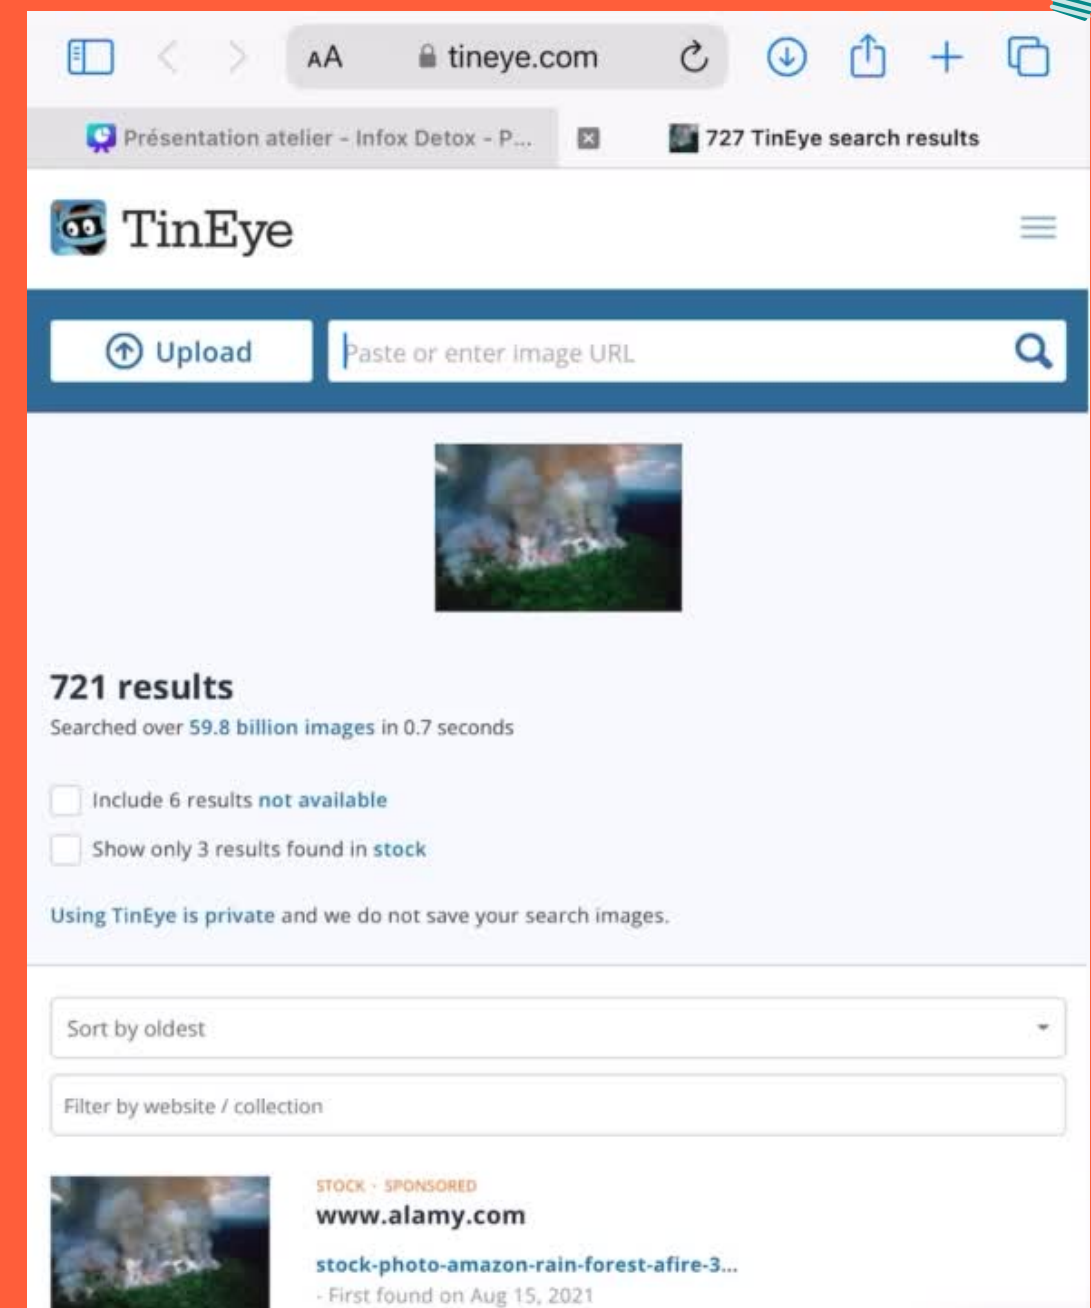 AA tineye.com
Présentation atelier - Infox Detox - P...
727 TinEye search results
TinEye
Upload
Paste or enter image URL
721 results
Searched over 59.8 billion images in 0.7 seconds
Include 6 results not available
Show only 3 results found in stock
Using TinEye is private and we do not save your search images.
Sort by oldest
Filter by website / collection
STOCK - SPONSORED
www.alamy.com
stock-photo-amazon-rain-forest-afire-3...
- First found on Aug 15, 2021